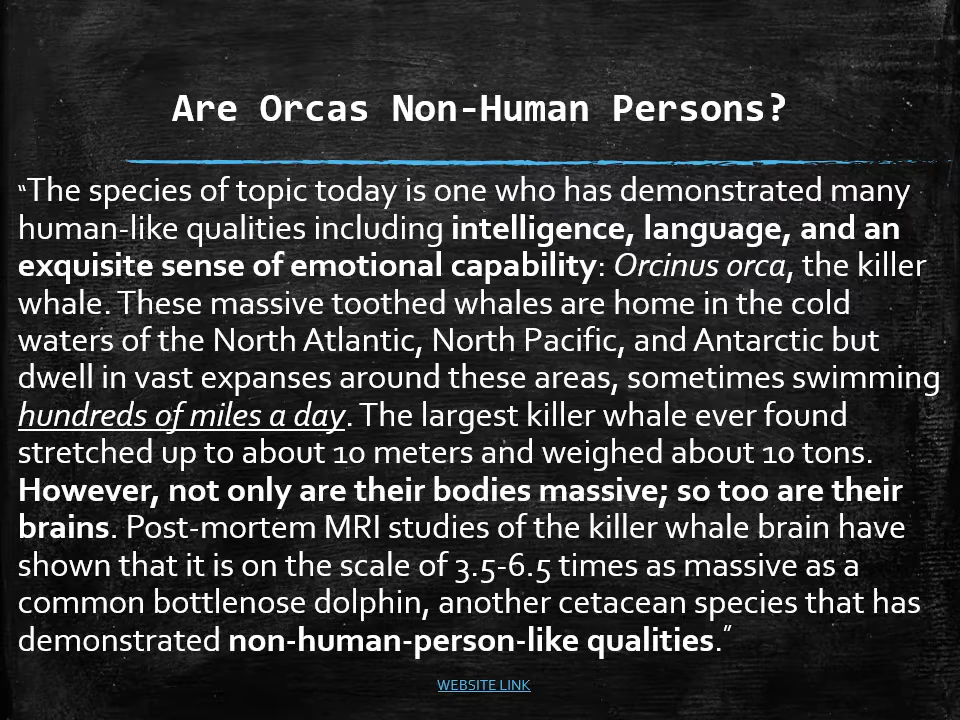 Are Orcas Non-Human Persons?
“The species of topic today is one who has demonstrated many
human-like qualities including intelligence, language, and an
exquisite sense of emotional capability: Orcinus orca, the killer
whale. These massive toothed whales are home in the cold
waters of the North Atlantic, North Pacific, and Antarctic but
dwell in vast expanses around these areas, sometimes swimming
hundreds of miles a day. The largest killer whale ever found
stretched up to about 10 meters and weighed about 10 tons.
However, not only are their bodies massive; so too are their
brains. Post-mortem MRI studies of the killer whale brain have
shown that it is on the scale of 3.5-6.5 times as massive as a
common bottlenose dolphin, another cetacean species that has
demonstrated non-human-person-like qualities.”
WEBSITE LINK